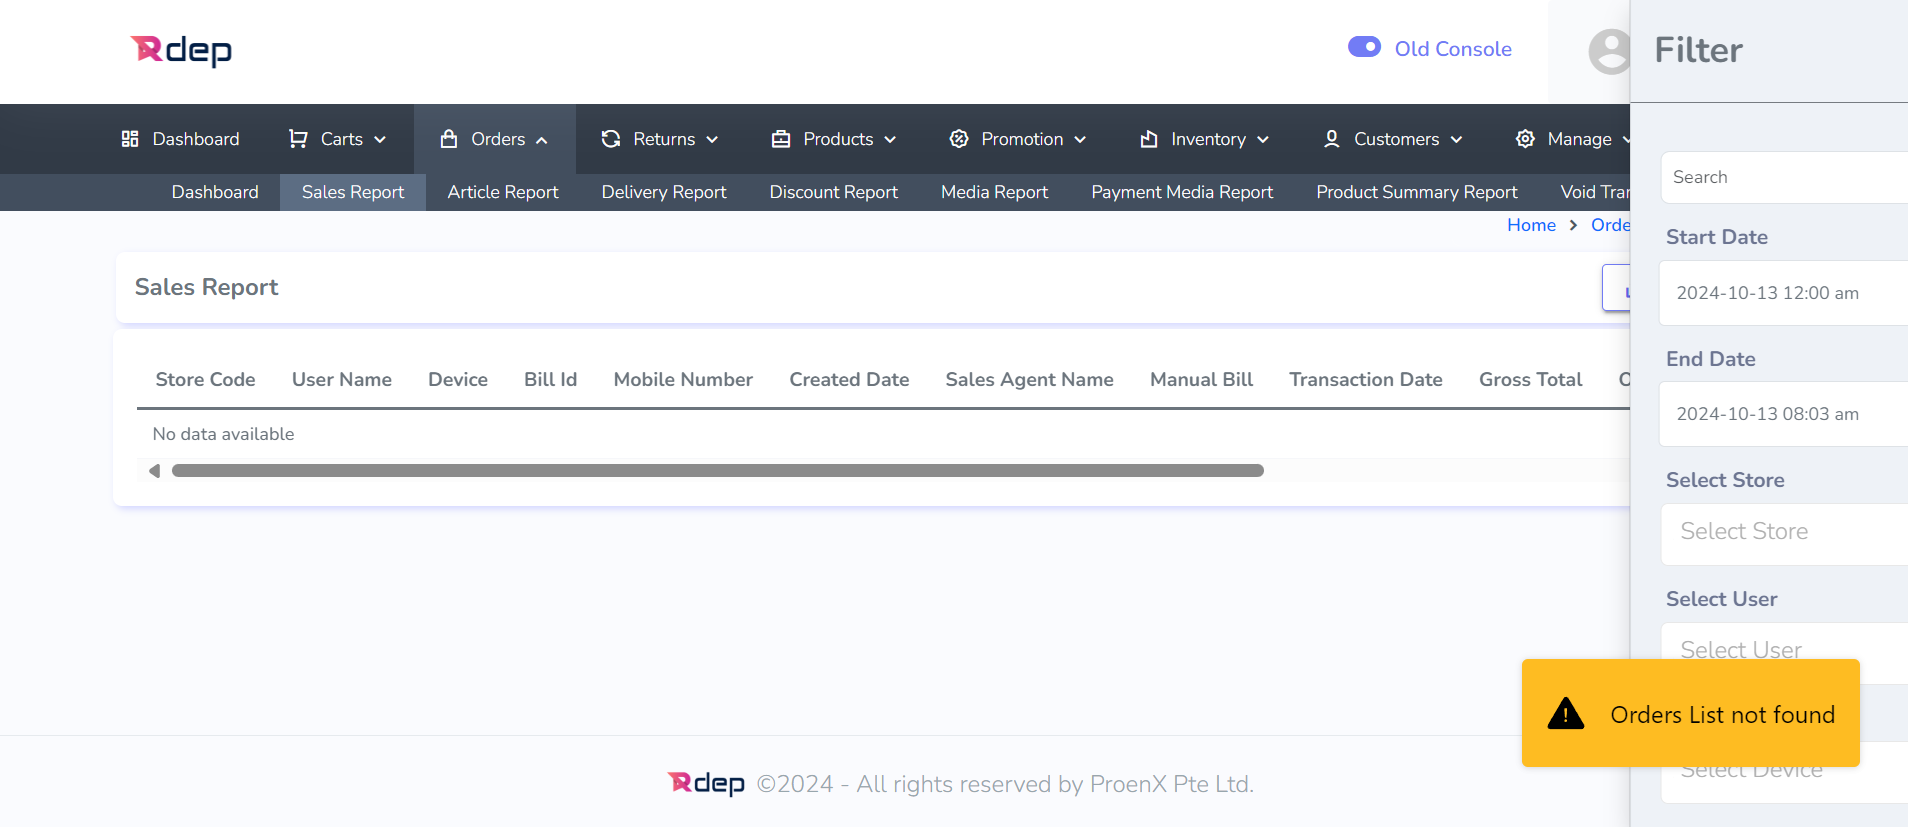 Rdep
Old Console
Filter
Dashboard Carts Orders Returns Products Promotion Inventory Customers Manage
Dashboard Sales Report Article Report Delivery Report Discount Report Media Report Payment Media Report Product Summary Report Void Tran
Home > Orde
Search
Start Date
Sales Report
2024-10-13 12:00 am
End Date
Store Code User Name Device Bill Id Mobile Number Created Date Sales Agent Name Manual Bill Transaction Date Gross Total
2024-10-13 08:03 am
No data available
Select Store
Select Store
Select User
Select User
Orders List not found
Select Device
Rdep ©2024 - All rights reserved by ProenX Pte Ltd.